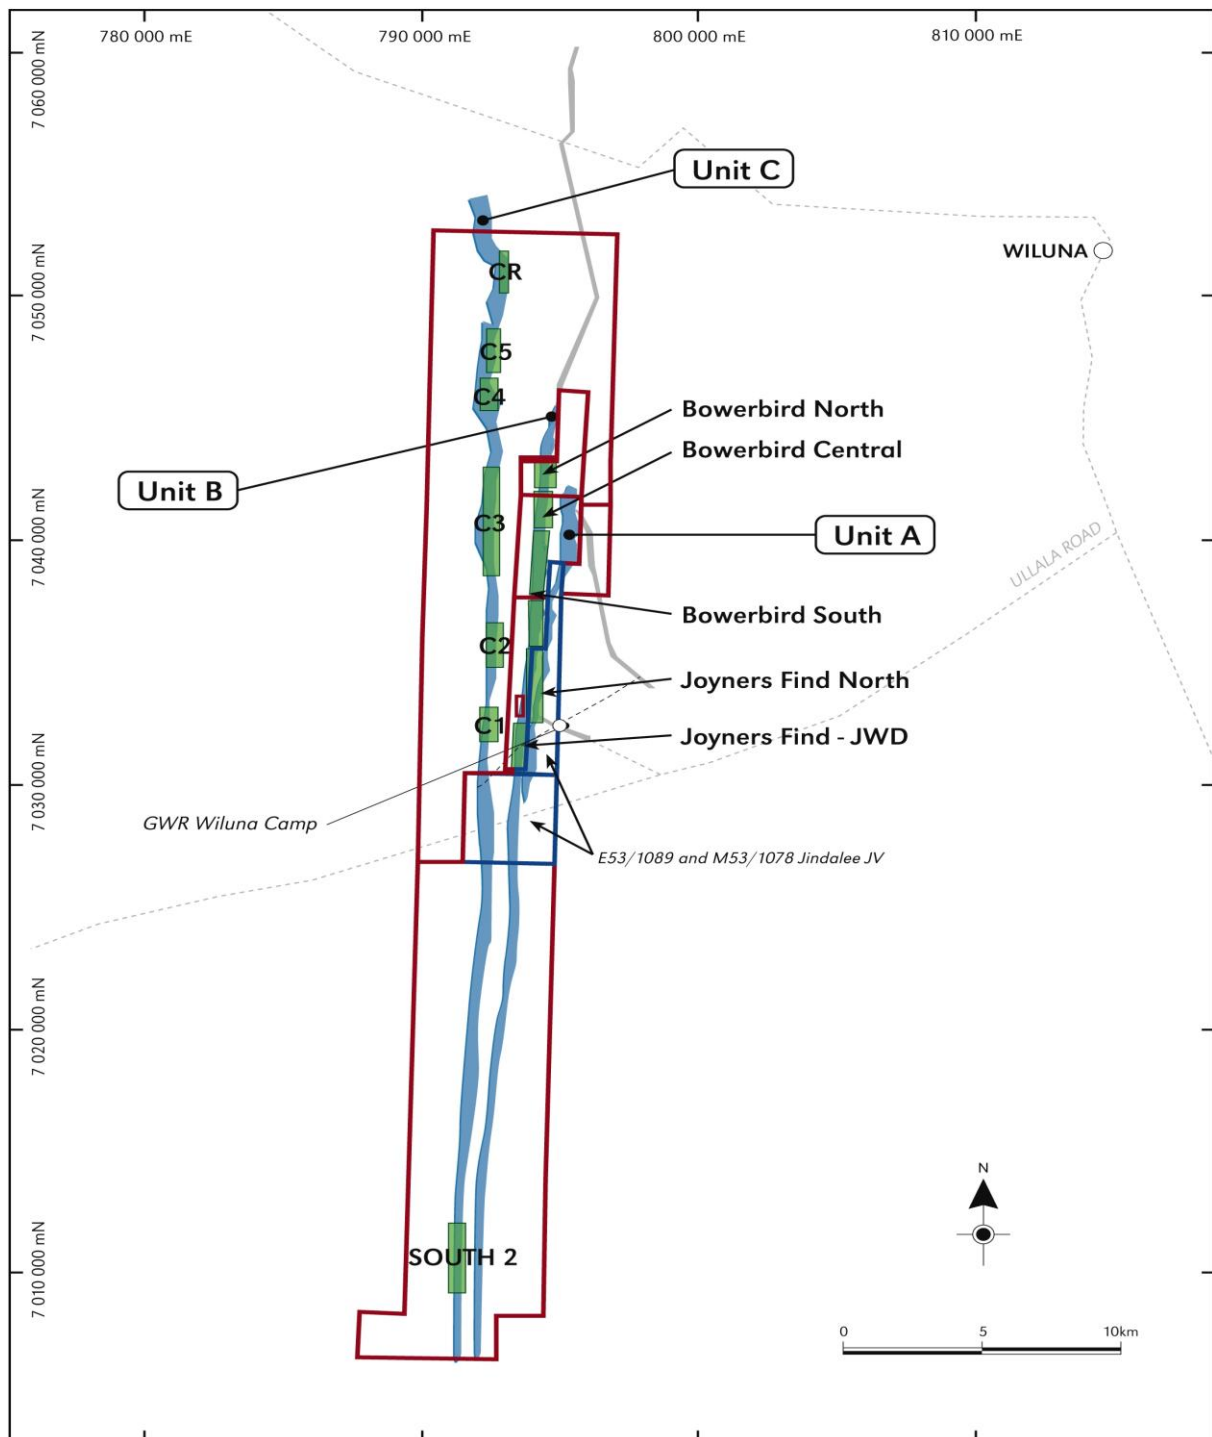 780 000 mE
790 000 mE
800 000 mE
810 000 mE
7 060 000 mN
7 050 000 mN
7 040 000 mN
7 030 000 mN
7 020 000 mN
7 010 000 mN
Unit C
WILUNA
CR
C5
C4
Bowerbird North
Bowerbird Central
Unit B
C3
Unit A
ULLALA ROAD
Bowerbird South
C2
Joyners Find North
C1
Joyners Find - JWD
GWR Wiluna Camp
E53/1089 and M53/1078 Jindalee JV
N
SOUTH 2
0 5 10km